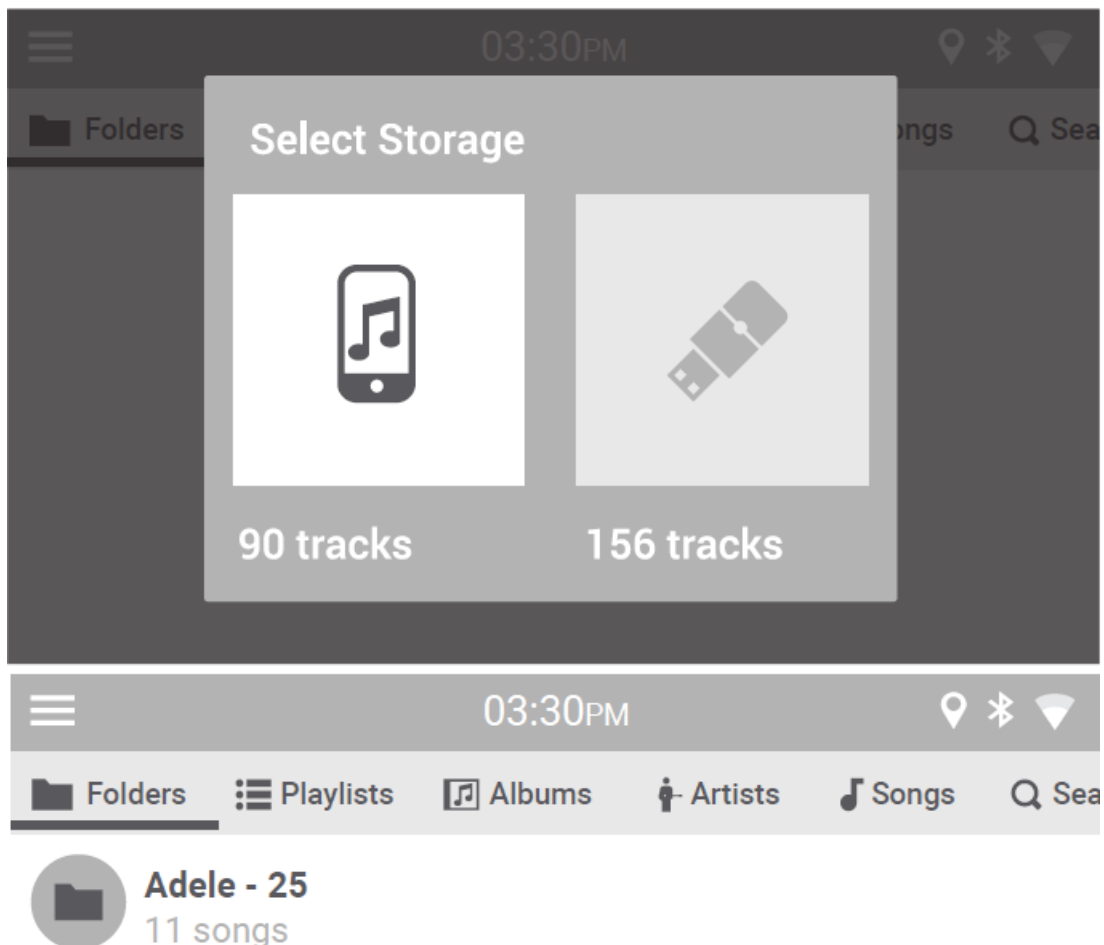 03:30PM
Folders ongs Sea
Select Storage
90 tracks 156 tracks
03:30PM
Folders Playlists Albums Artists Songs Sea
Adele - 25
11 songs